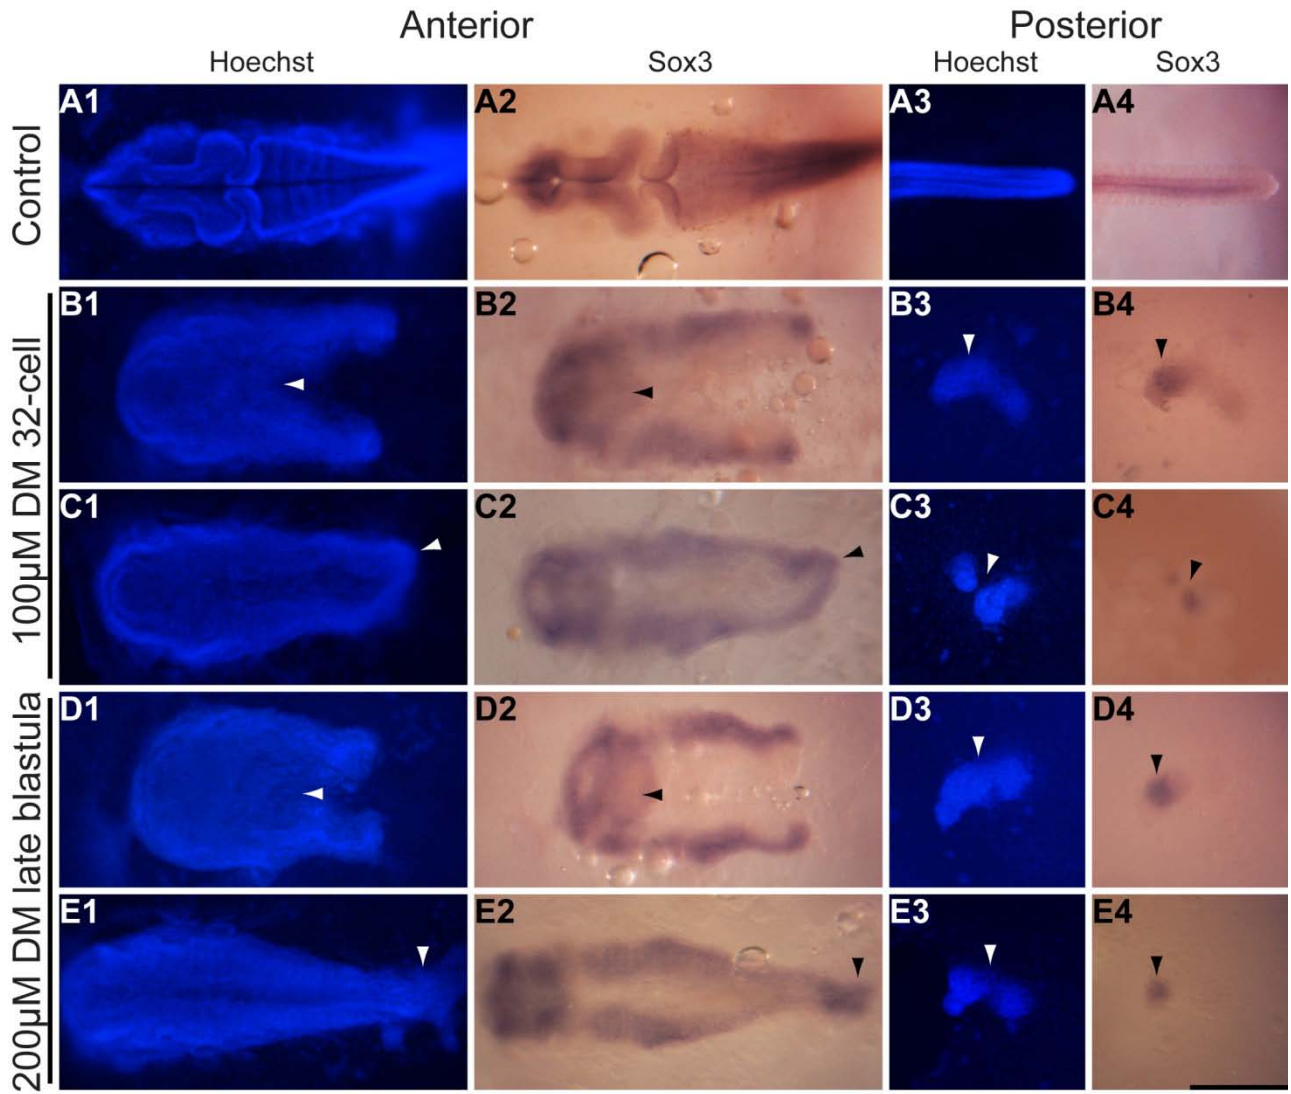 Anterior Posterior
Hoechst Sox3 Hoechst Sox3
Control
A1 A2 A3 A4
100µM DM 32-cell
B1 B2 B3 B4
C1 C2 C3 C4
200µM DM late blastula
D1 D2 D3 D4
E1 E2 E3 E4